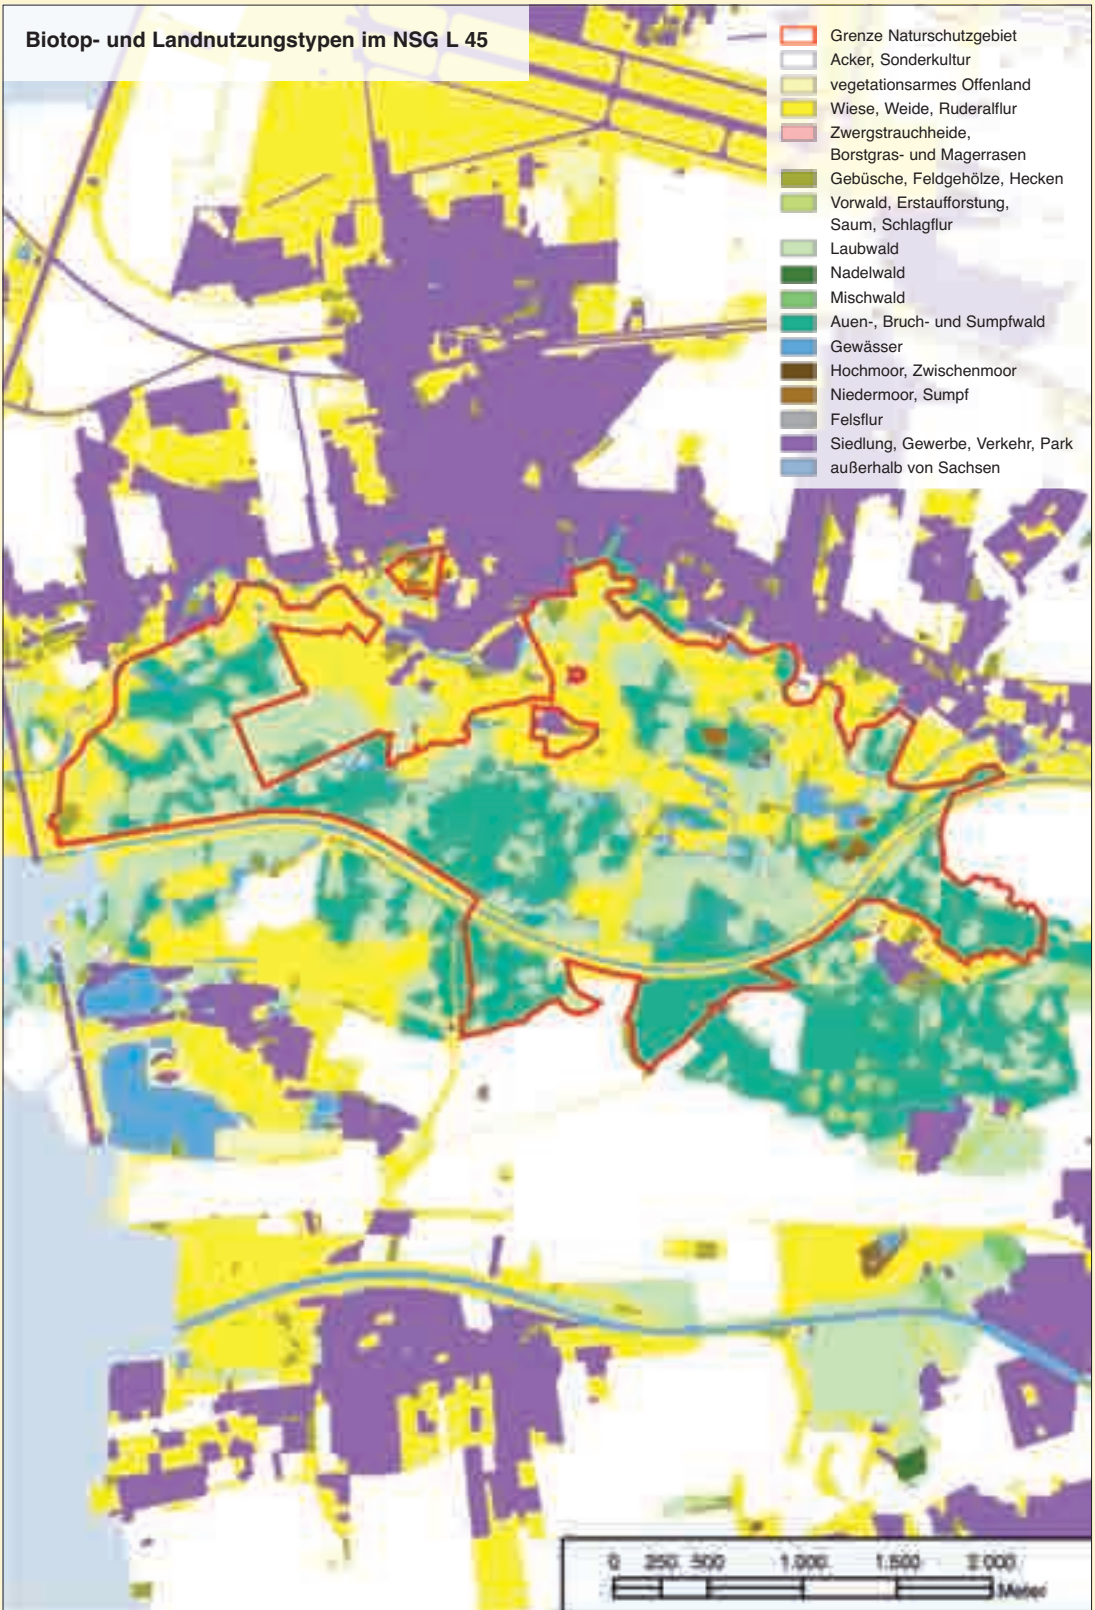 Biotop- und Landnutzungstypen im NSG L 45
Grenze Naturschutzgebiet
Acker, Sonderkultur
vegetationsarmes Offenland
Wiese, Weide, Ruderalflur
Zwergstrauchheide,
Borstgras- und Magerrasen
Gebüsche, Feldgehölze, Hecken
Vorwald, Erstaufforstung,
Saum, Schlagflur
Laubwald
Nadelwald
Mischwald
Auen-, Bruch- und Sumpfwald
Gewässer
Hochmoor, Zwischenmoor
Niedermoor, Sumpf
Felsflur
Siedlung, Gewerbe, Verkehr, Park
außerhalb von Sachsen
0 250 500 1.000 1.500 2.000
Meter